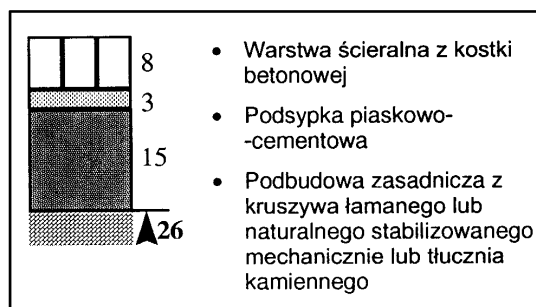 8
3
15
26
• Warstwa ścieralna z kostki
betonowej
• Podsypka piaskowo-
-cementowa
• Podbudowa zasadnicza z
kruszywa łamanego lub
naturalnego stabilizowanego
mechanicznie lub tłucznia
kamiennego